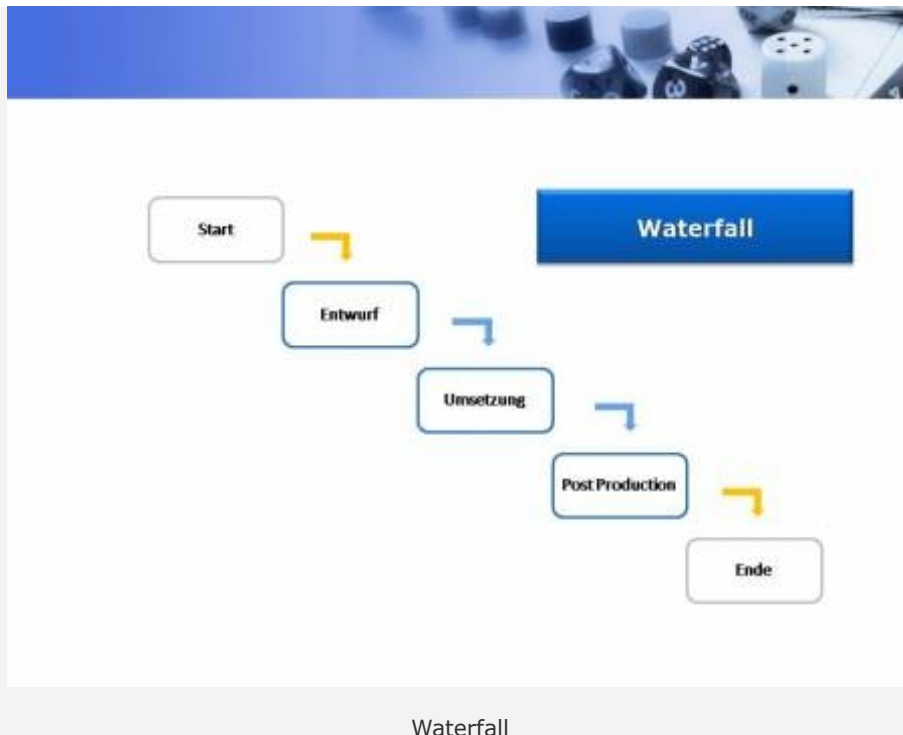 Start
Waterfall
Entwurf
Umsetzung
Post Production
Ende
Waterfall